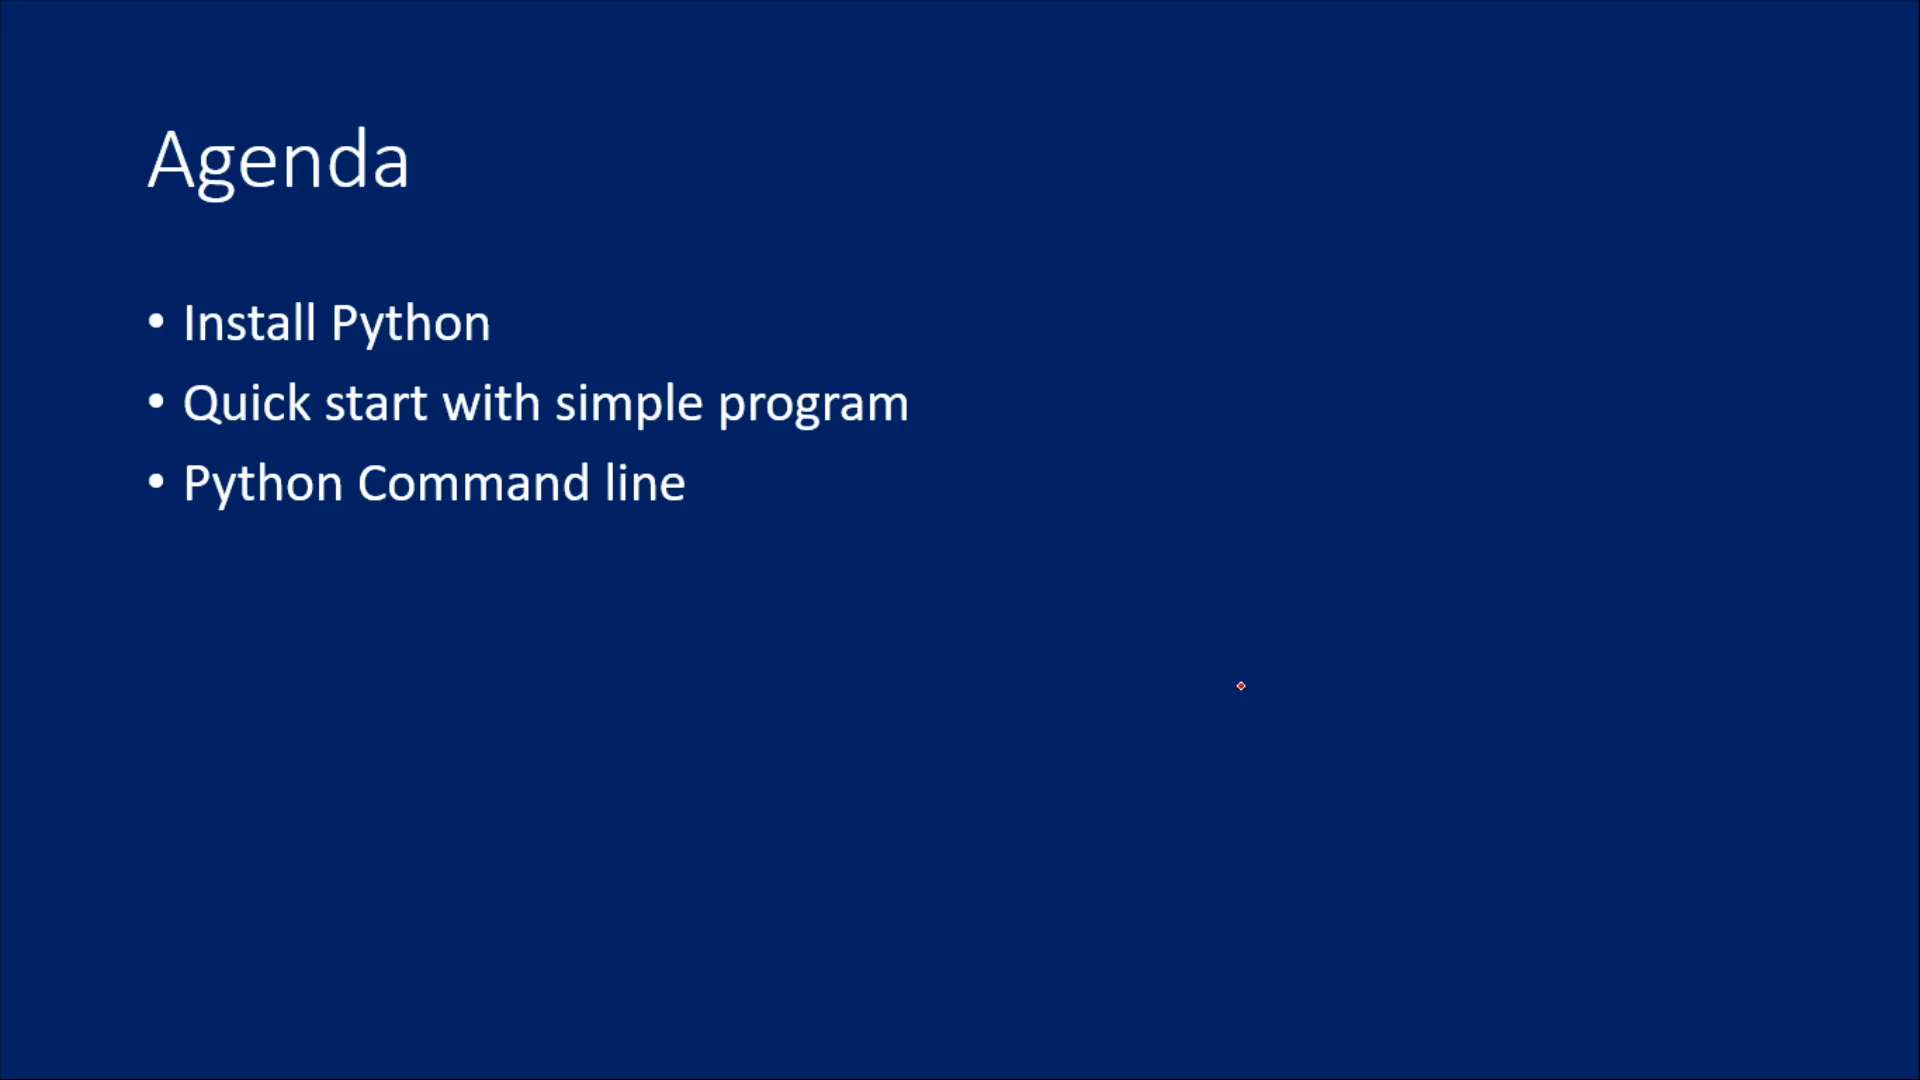 Agenda
• Install Python
• Quick start with simple program
• Python Command line